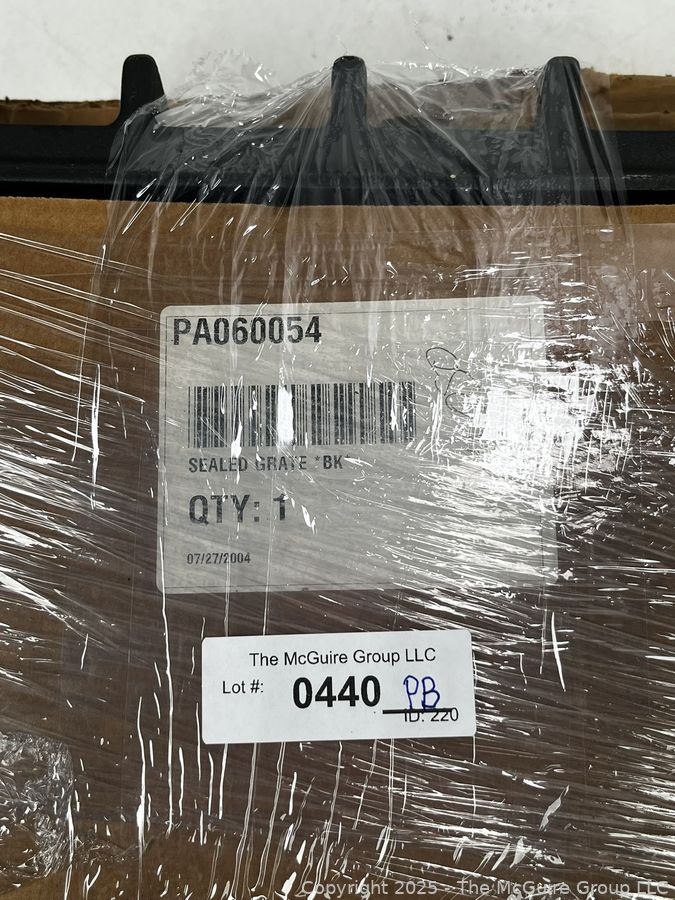 PA060054
SEALED GRATE *BK*
QTY: 1
07/27/2004
The McGuire Group LLC
Lot #: 0440 PB
ID: 220
Copyright 2025 - The McGuire Group LLC